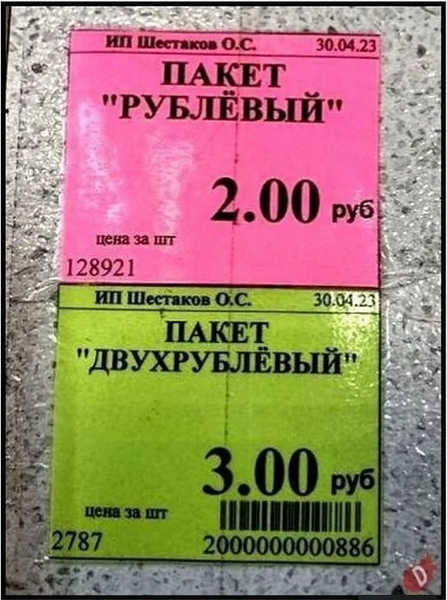 ИП Шестаков О.С. 30.04.23
ПАКЕТ
"РУБЛЁВЫЙ"
2.00 руб
цена за шт
128921
ИП Шестаков О.С. 30.04.23
ПАКЕТ
"ДВУХРУБЛЁВЫЙ"
3.00 руб
цена за шт
2787 2000000000886
D